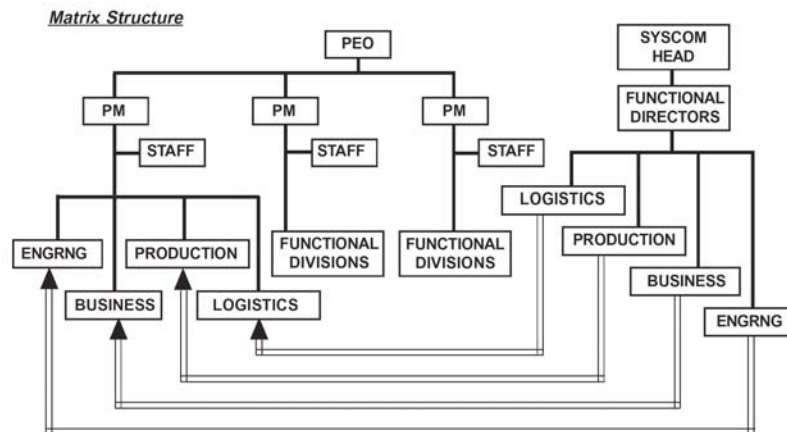 Matrix Structure
PEO
SYSCOM
HEAD
PM
PM
PM
FUNCTIONAL
DIRECTORS
STAFF
STAFF
STAFF
LOGISTICS
ENGRNG
PRODUCTION
FUNCTIONAL
DIVISIONS
FUNCTIONAL
DIVISIONS
PRODUCTION
BUSINESS
LOGISTICS
BUSINESS
ENGRNG